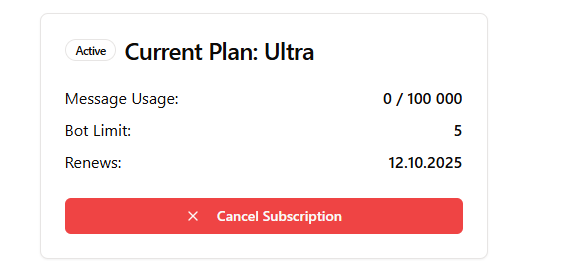 Active Current Plan: Ultra
Message Usage: 0 / 100 000
Bot Limit: 5
Renews: 12.10.2025
Cancel Subscription